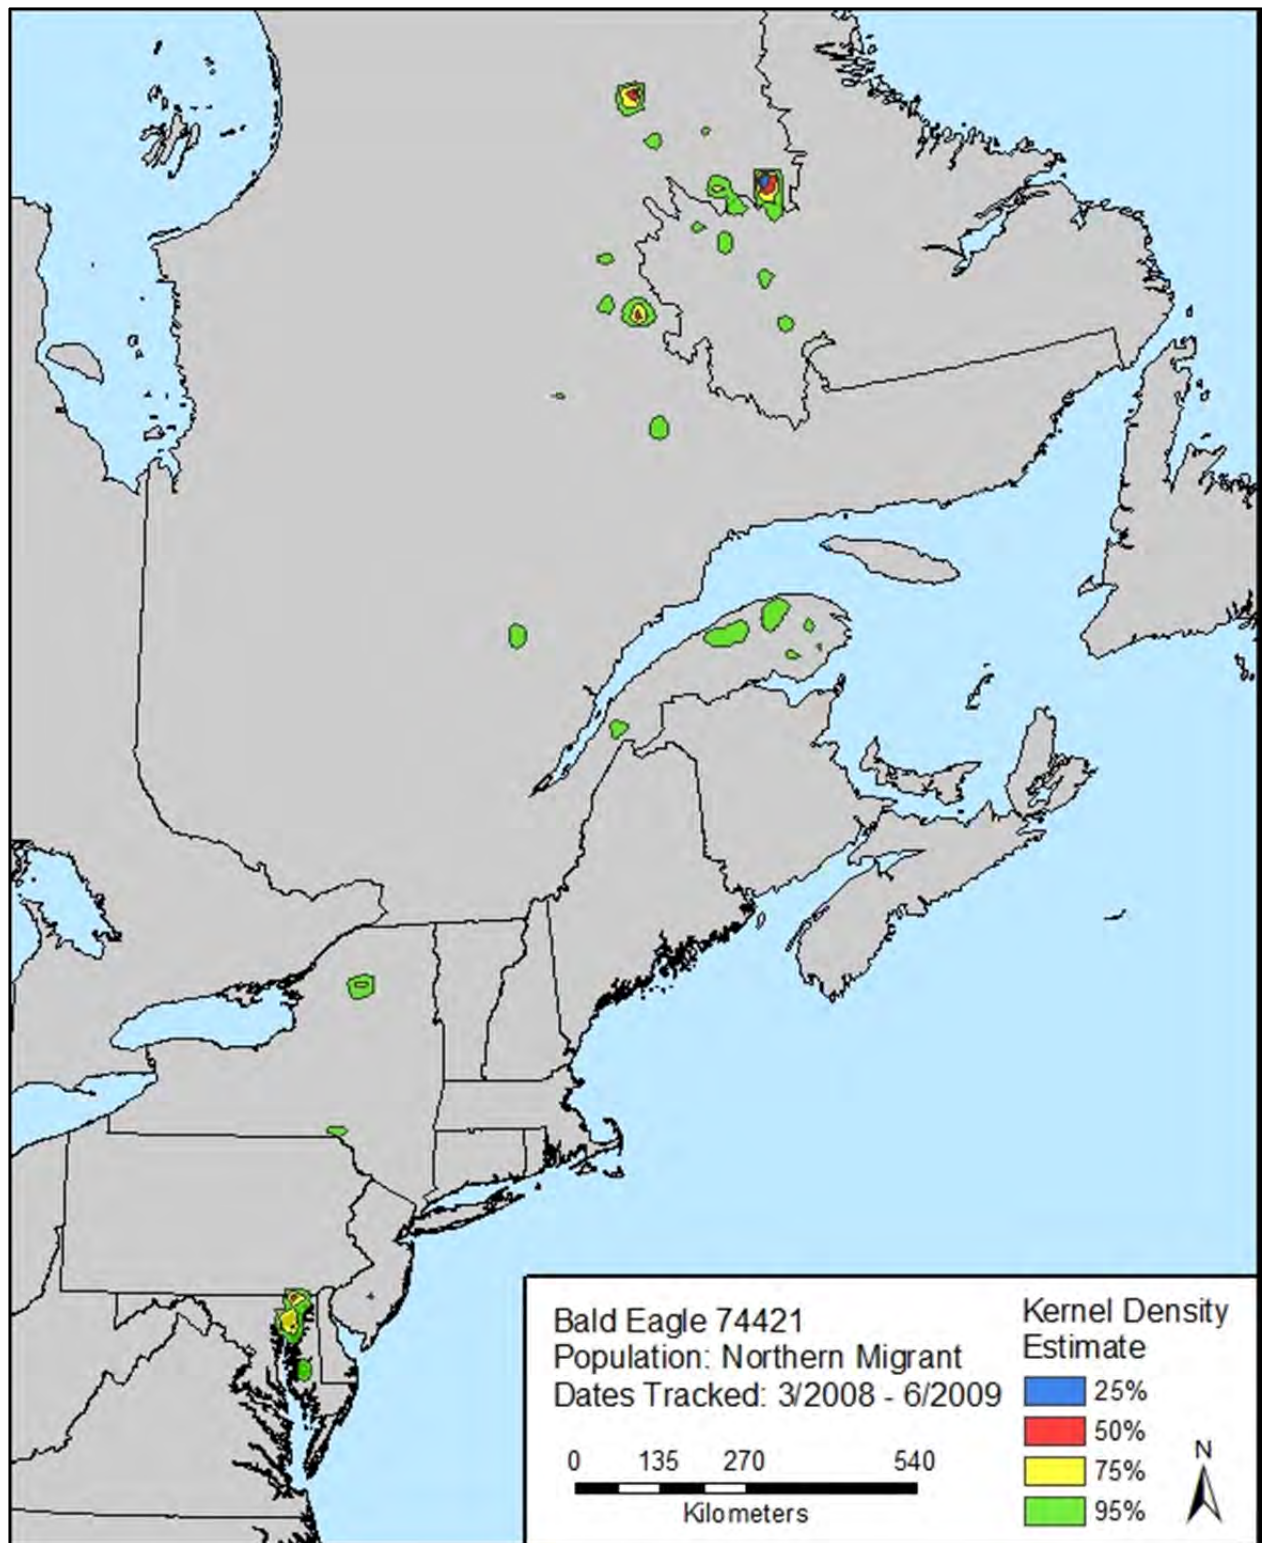 Bald Eagle 74421
Population: Northern Migrant
Dates Tracked: 3/2008 - 6/2009
0 135 270 540
Kilometers
Kernel Density
Estimate
25%
50%
75%
95%
N